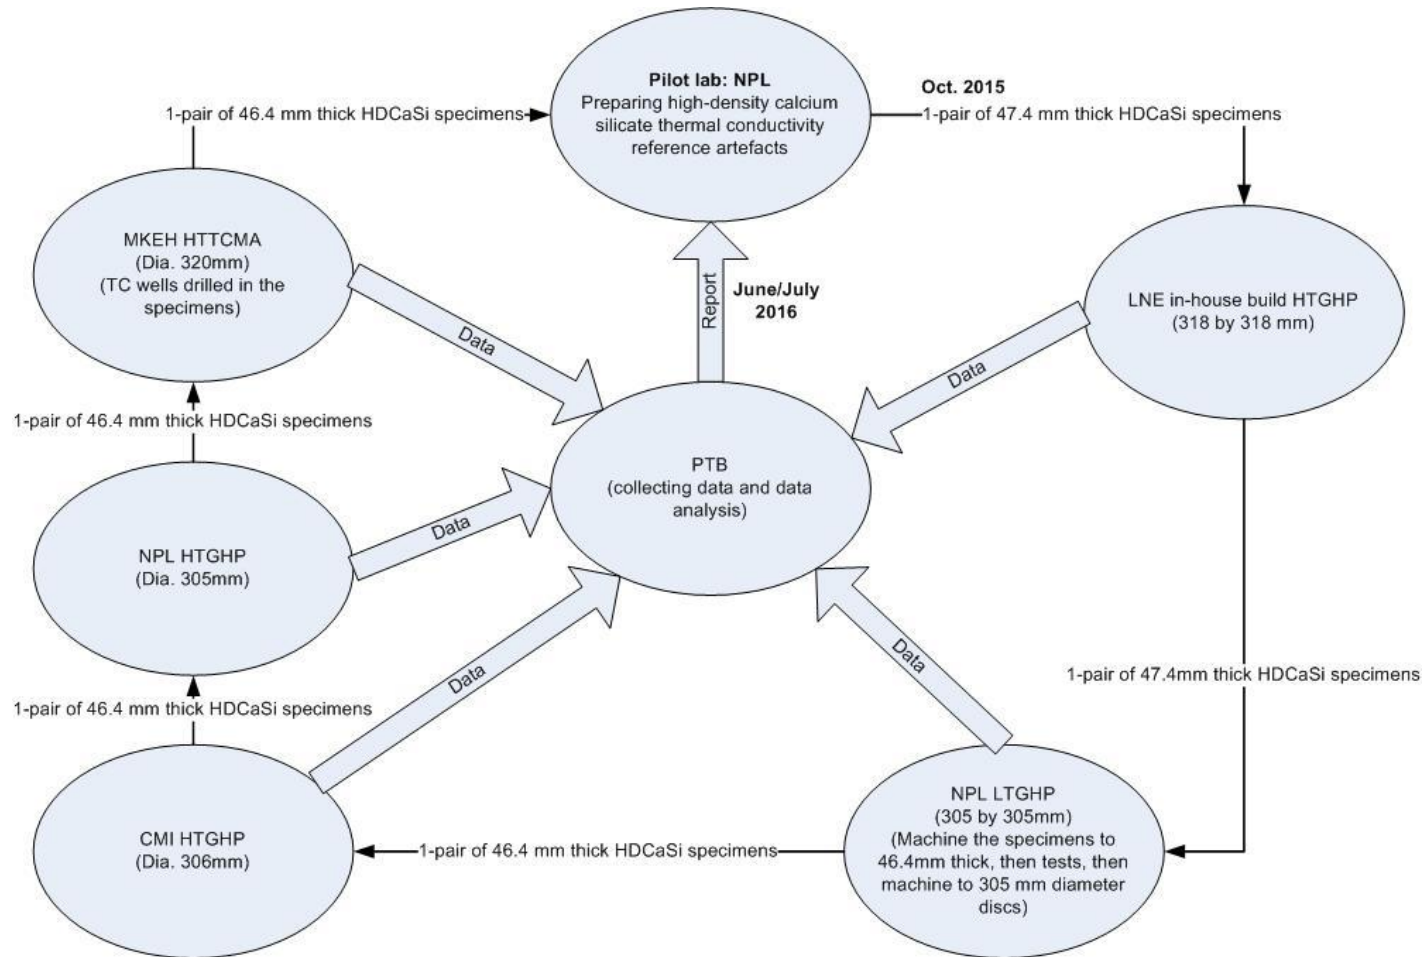 Pilot lab: NPL
Preparing high-density calcium
silicate thermal conductivity
reference artefacts
Oct. 2015
1-pair of 46.4 mm thick HDCaSi specimens
1-pair of 47.4 mm thick HDCaSi specimens
MKEH HTTCMA
(Dia. 320mm)
(TC wells drilled in the
specimens)
Data
Report
June/July
2016
LNE in-house build HTGHP
(318 by 318 mm)
Data
1-pair of 46.4 mm thick HDCaSi specimens
PTB
(collecting data and data
analysis)
NPL HTGHP
(Dia. 305mm)
Data
1-pair of 47.4mm thick HDCaSi specimens
1-pair of 46.4 mm thick HDCaSi specimens
Data
Data
CMI HTGHP
(Dia. 306mm)
1-pair of 46.4 mm thick HDCaSi specimens
NPL LTGHP
(305 by 305mm)
(Machine the specimens to
46.4mm thick, then tests, then
machine to 305 mm diameter
discs)